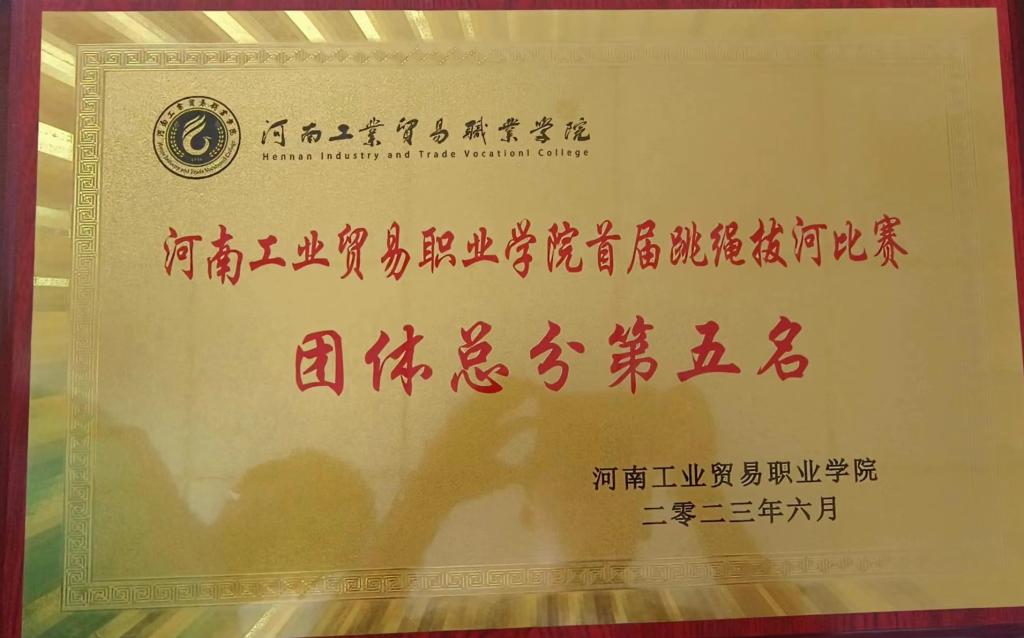 河南工業貿易職業學院
Hennan Industry and Trade Vocationl College
河南工业贸易职业学院首届跳绳拔河比赛
团体总分第五名
河南工业贸易职业学院
二零二三年六月